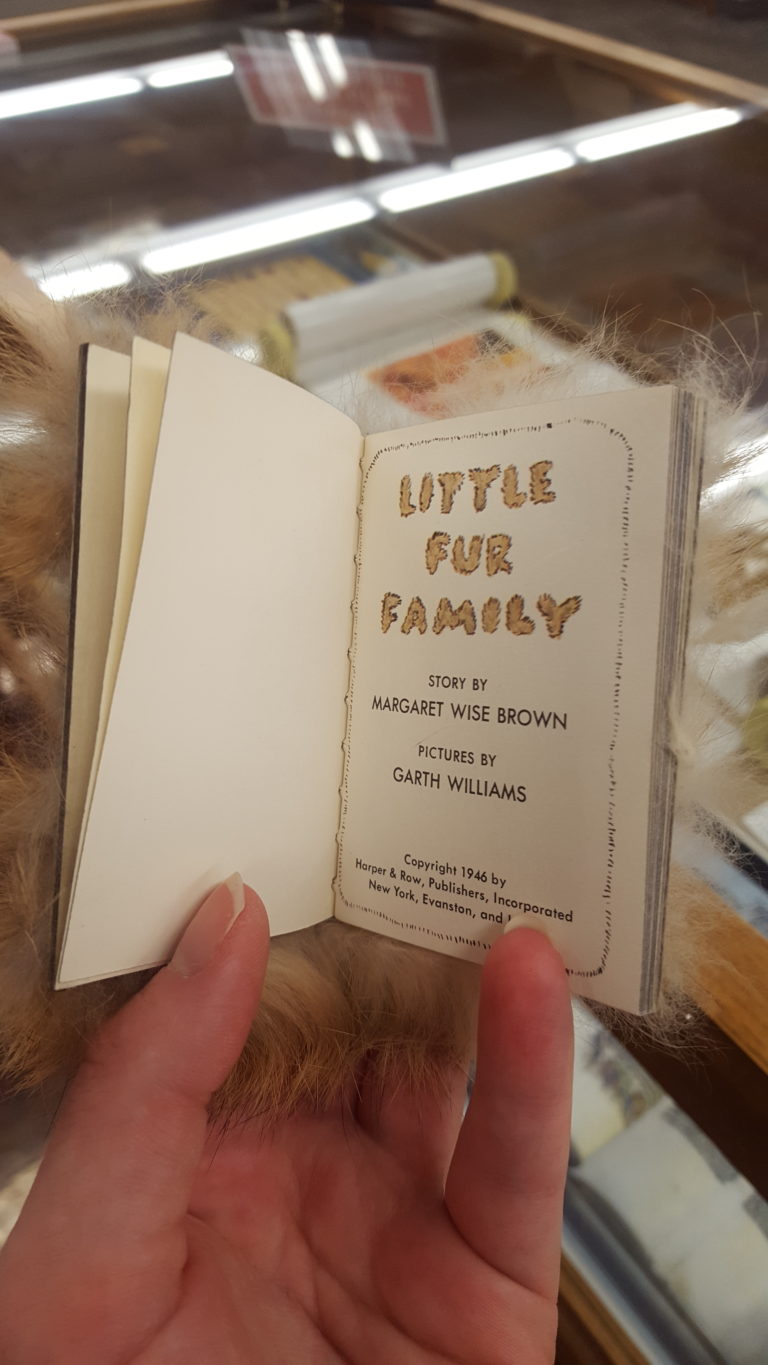 LITTLE
FUR
FAMILY
STORY BY
MARGARET WISE BROWN
PICTURES BY
GARTH WILLIAMS
Copyright 1946 by
Harper & Row, Publishers, Incorporated
New York, Evanston, and